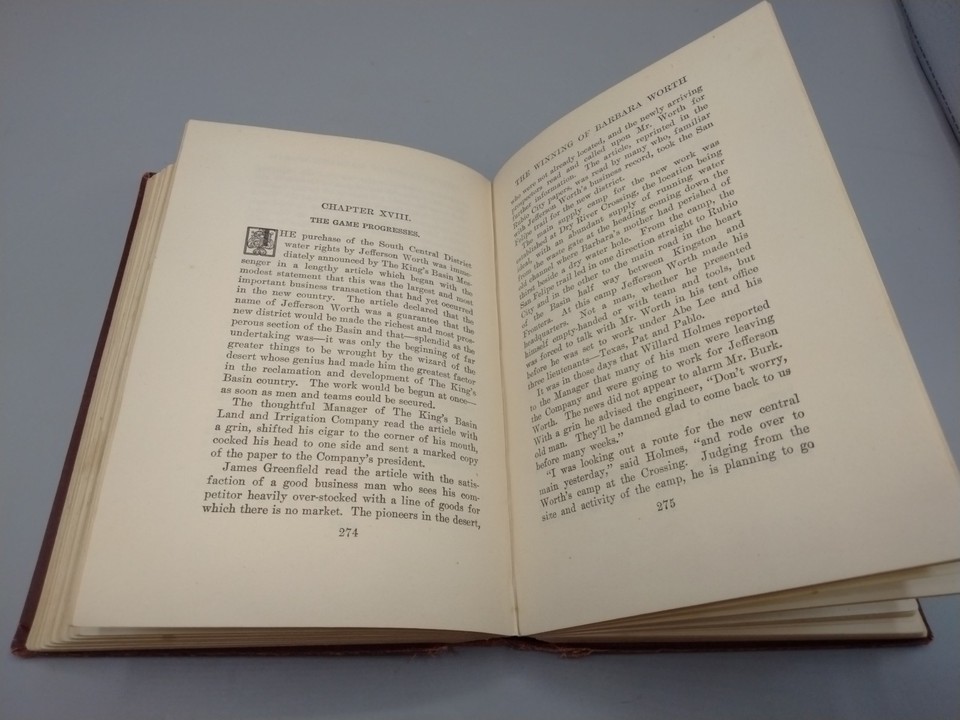 CHAPTER XVIII.
THE GAME PROGRESSES.
THE purchase of the South Central District
water rights by Jefferson Worth was imme-
diately announced by The King's Basin Mes-
senger in a lengthy article which began with the
modest statement that this was the largest and most
important business transaction that had yet occurred
in the new country. The article declared that the
name of Jefferson Worth was a guarantee that the
new district would be made the richest and most pros-
perous section of the Basin and that—splendid as the
undertaking was—it was only the beginning of far
greater things to be wrought by the wizard of the
desert whose genius had made him the greatest factor
in the reclamation and development of The King's
Basin country. The work would be begun at once—
as soon as men and teams could be secured.
The thoughtful Manager of The King's Basin
Land and Irrigation Company read the article with
a grin, shifted his cigar to the corner of his mouth,
cocked his head to one side and sent a marked copy
of the paper to the Company's president.
James Greenfield read the article with the satis-
faction of a good business man who sees his com-
petitor heavily over-stocked with a line of goods for
which there is no market. The pioneers in the desert,
274
THE WINNING OF BARBARA WORTH
who were not already located, and the newly arriving
prospectors, read and called upon Mr. Worth for
further information. The article, reprinted in the
Rubio City papers, was read by many who, familiar
with Jefferson Worth's business record, took the San
Felipe trail for the new district.
The main supply camp for the new work was
established at Dry River Crossing, the location being
ideal, with an abundant supply of running water
from the waste gate at the heading coming down the
old channel where Barbara's mother had perished of
thirst beside a dry water hole. From the camp, the
San Felipe trail led in one direction straight to Rubio
City and in the other to the main road in the heart
of the Basin half way between Kingston and
Frontera. At this camp Jefferson Worth made his
headquarters. Not a man, whether he presented
himself empty-handed or with team and tools, but
was forced to talk with Mr. Worth in his tent office
before he was set to work under Abe Lee and his
three lieutenants—Texas, Pat and Pablo.
It was in those days that Willard Holmes reported
to the Manager that many of his men were leaving
the Company and were going to work for Jefferson
Worth. The news did not appear to alarm Mr. Burk.
With a grin he advised the engineer, "Don't worry,
old man. They'll be damned glad to come back to us
before many weeks."
"I was looking out a route for the new central
main yesterday," said Holmes, "and rode over to
Worth's camp at the Crossing. Judging from the
size and activity of the camp, he is planning to go
275